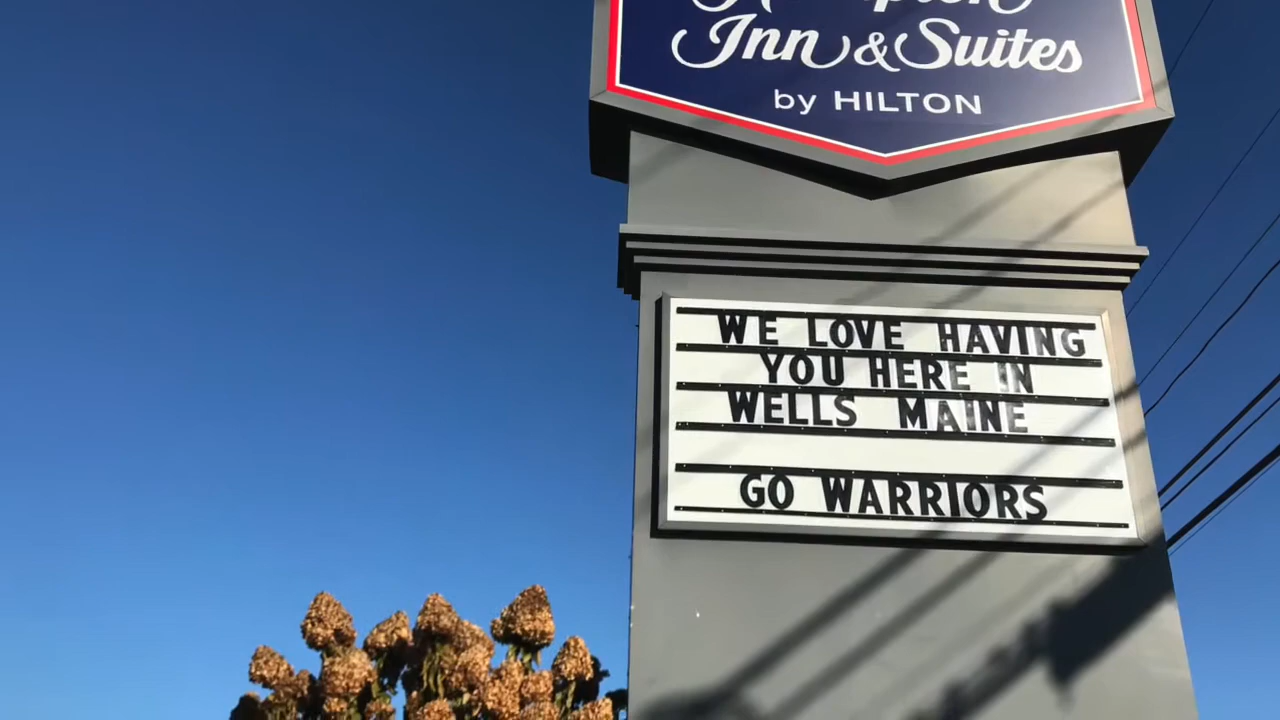 Inn & Suites
by HILTON
WE LOVE HAVING
YOU HERE IN
WELLS MAINE
GO WARRIORS